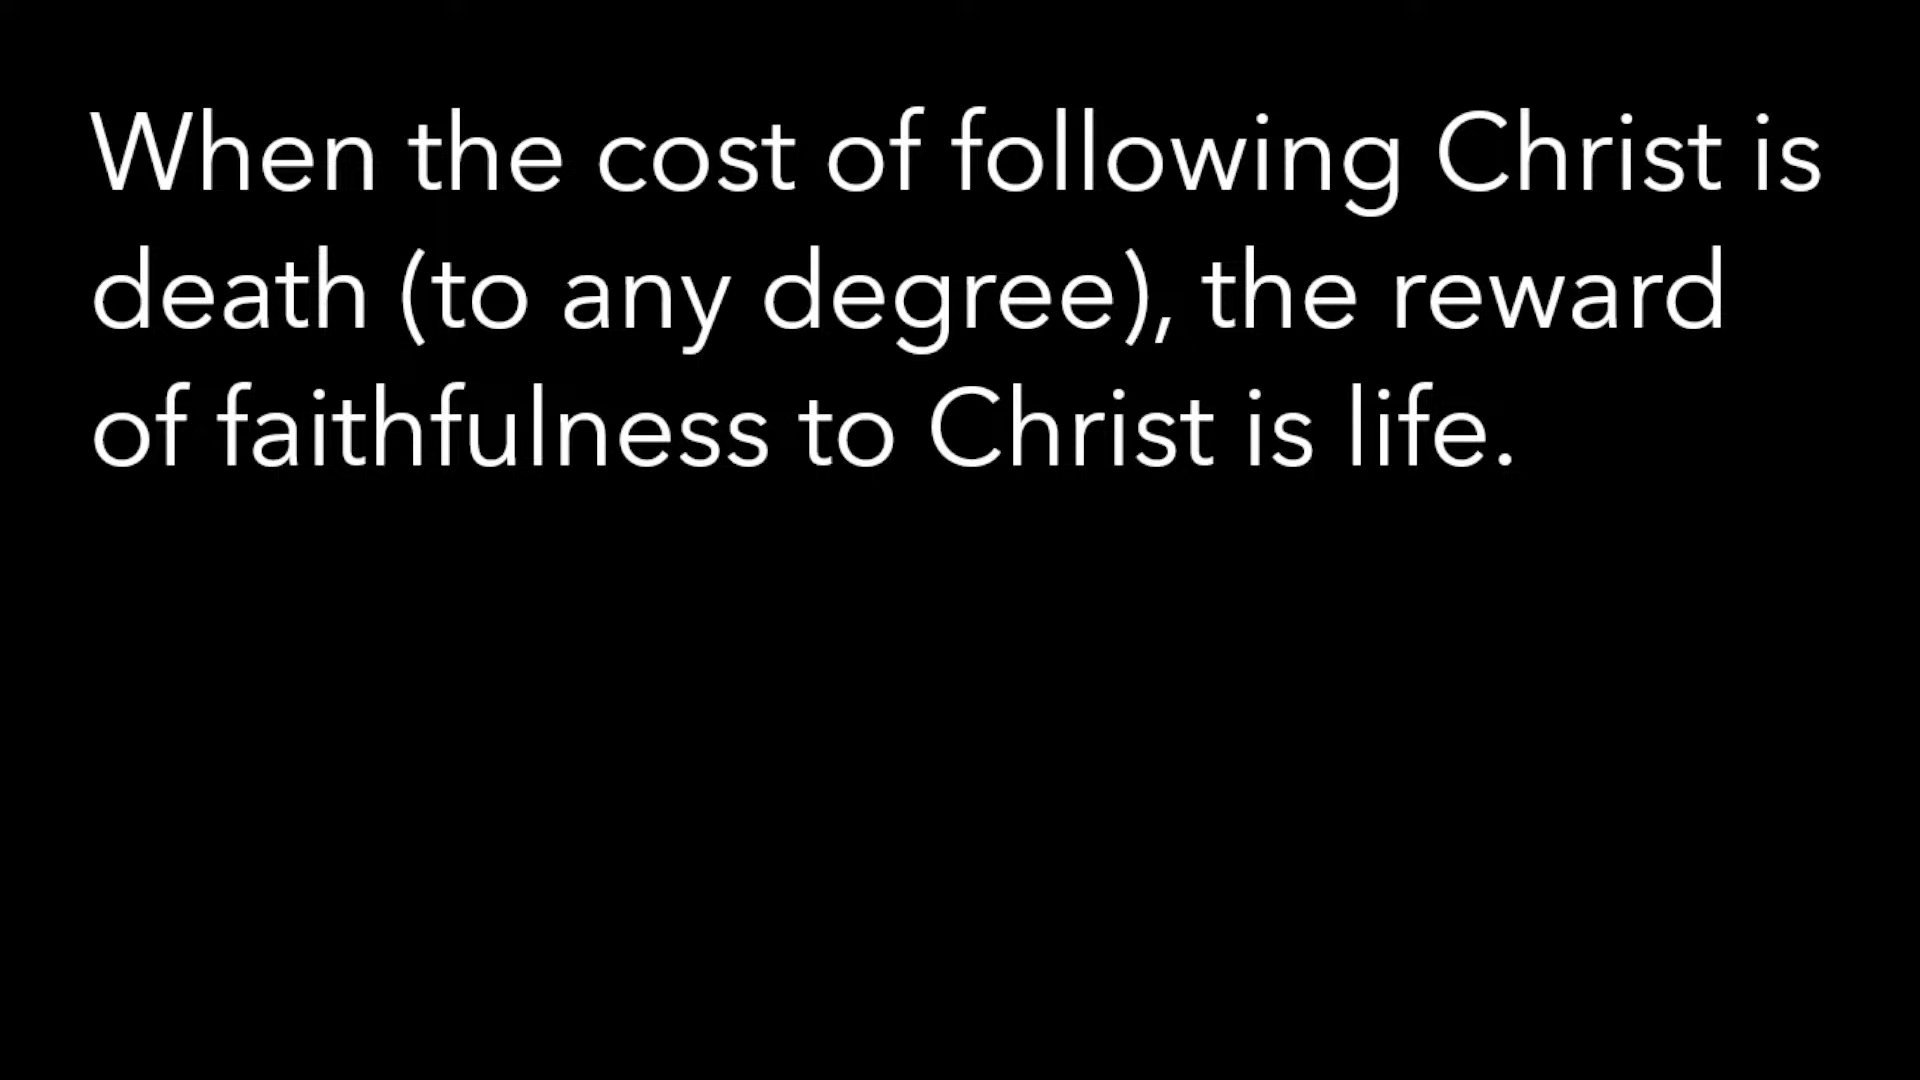 When the cost of following Christ is
death (to any degree), the reward
of faithfulness to Christ is life.